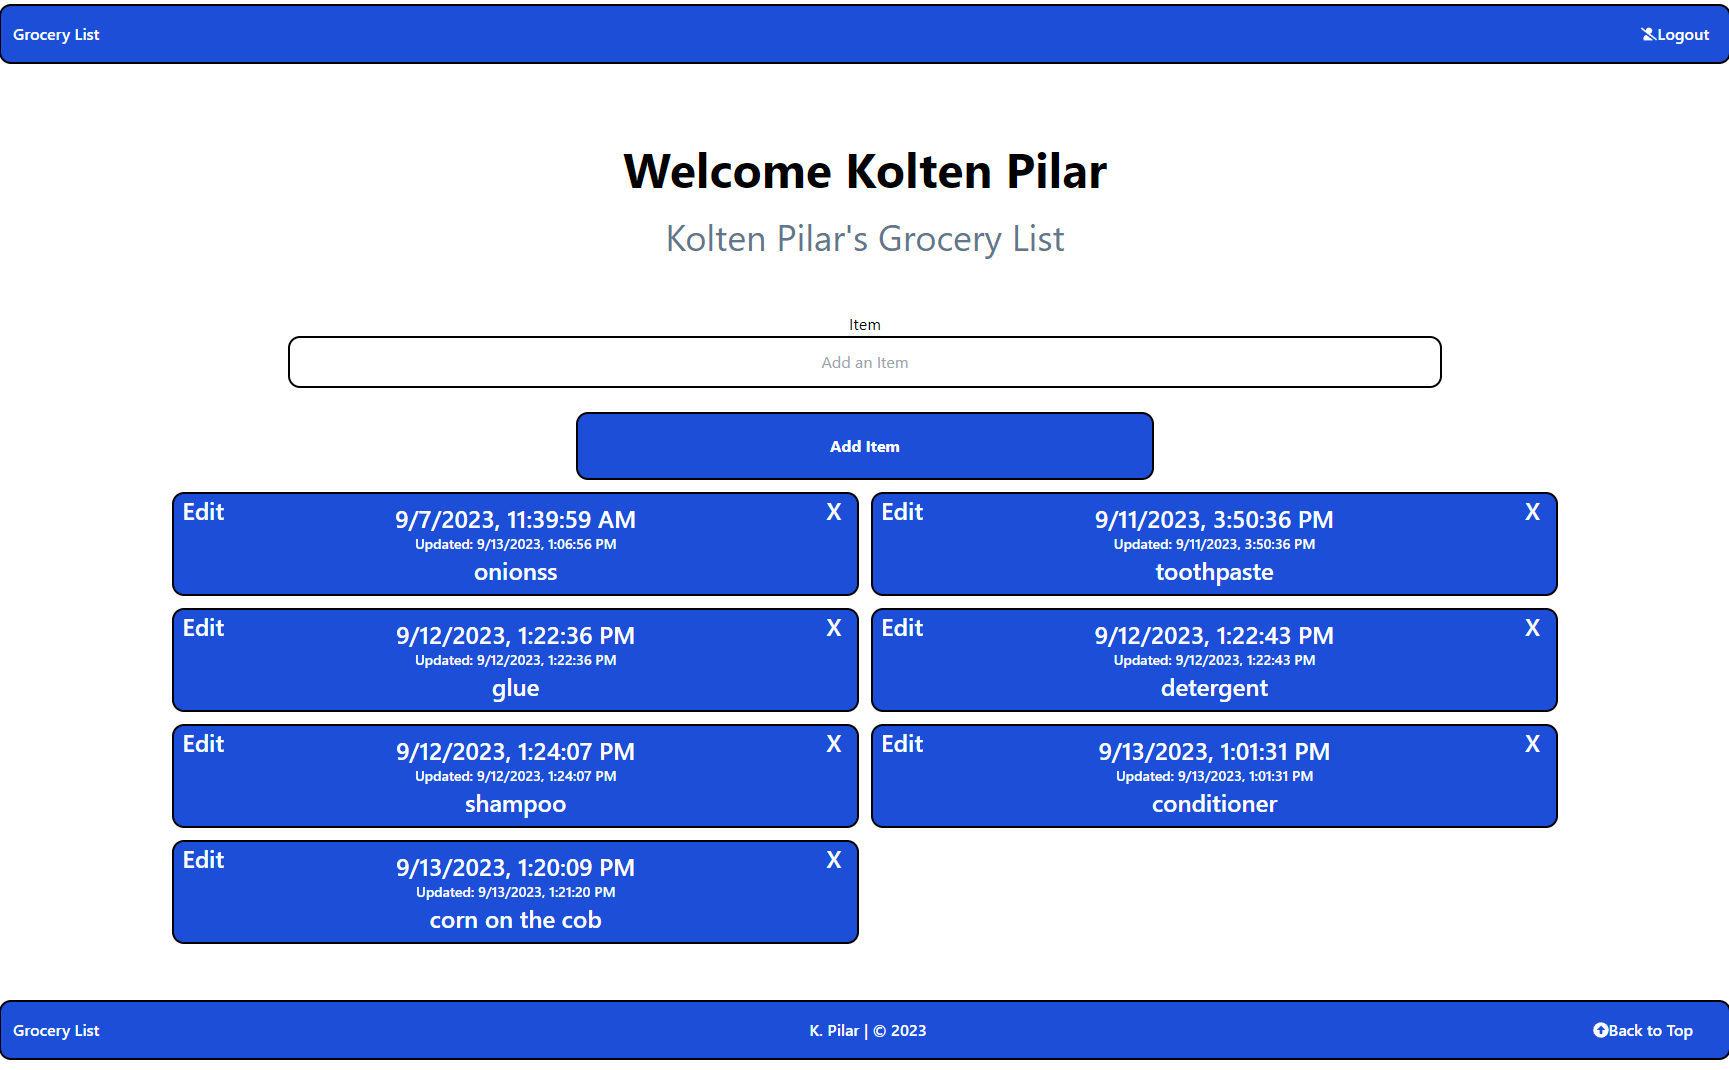 Grocery List
Logout
Welcome Kolten Pilar
Kolten Pilar's Grocery List
Item
Add an Item
Add Item
Edit
9/7/2023, 11:39:59 AM
X
Updated: 9/13/2023, 1:06:56 PM
onionss
Edit
9/11/2023, 3:50:36 PM
X
Updated: 9/11/2023, 3:50:36 PM
toothpaste
Edit
9/12/2023, 1:22:36 PM
X
Updated: 9/12/2023, 1:22:36 PM
glue
Edit
9/12/2023, 1:22:43 PM
X
Updated: 9/12/2023, 1:22:43 PM
detergent
Edit
9/12/2023, 1:24:07 PM
X
Updated: 9/12/2023, 1:24:07 PM
shampoo
Edit
9/13/2023, 1:01:31 PM
X
Updated: 9/13/2023, 1:01:31 PM
conditioner
Edit
9/13/2023, 1:20:09 PM
X
Updated: 9/13/2023, 1:21:20 PM
corn on the cob
Grocery List
K. Pilar | © 2023
Back to Top